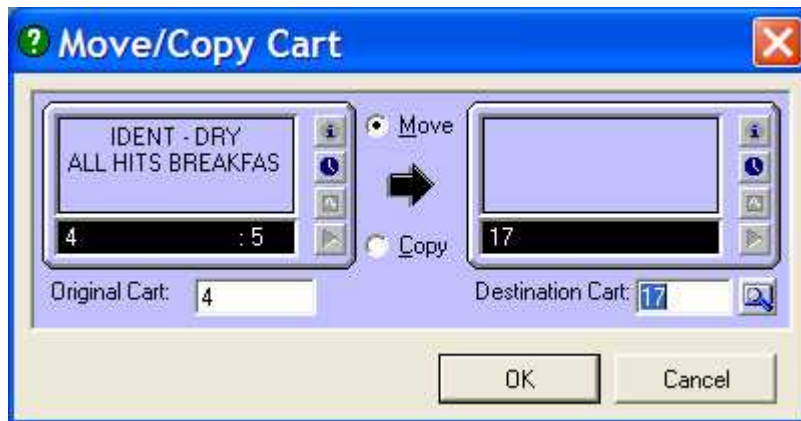 Move/Copy Cart
IDENT - DRY
ALL HITS BREAKFAS
4 : 5
Move
Copy
17
Original Cart: 4
Destination Cart: 17
OK
Cancel